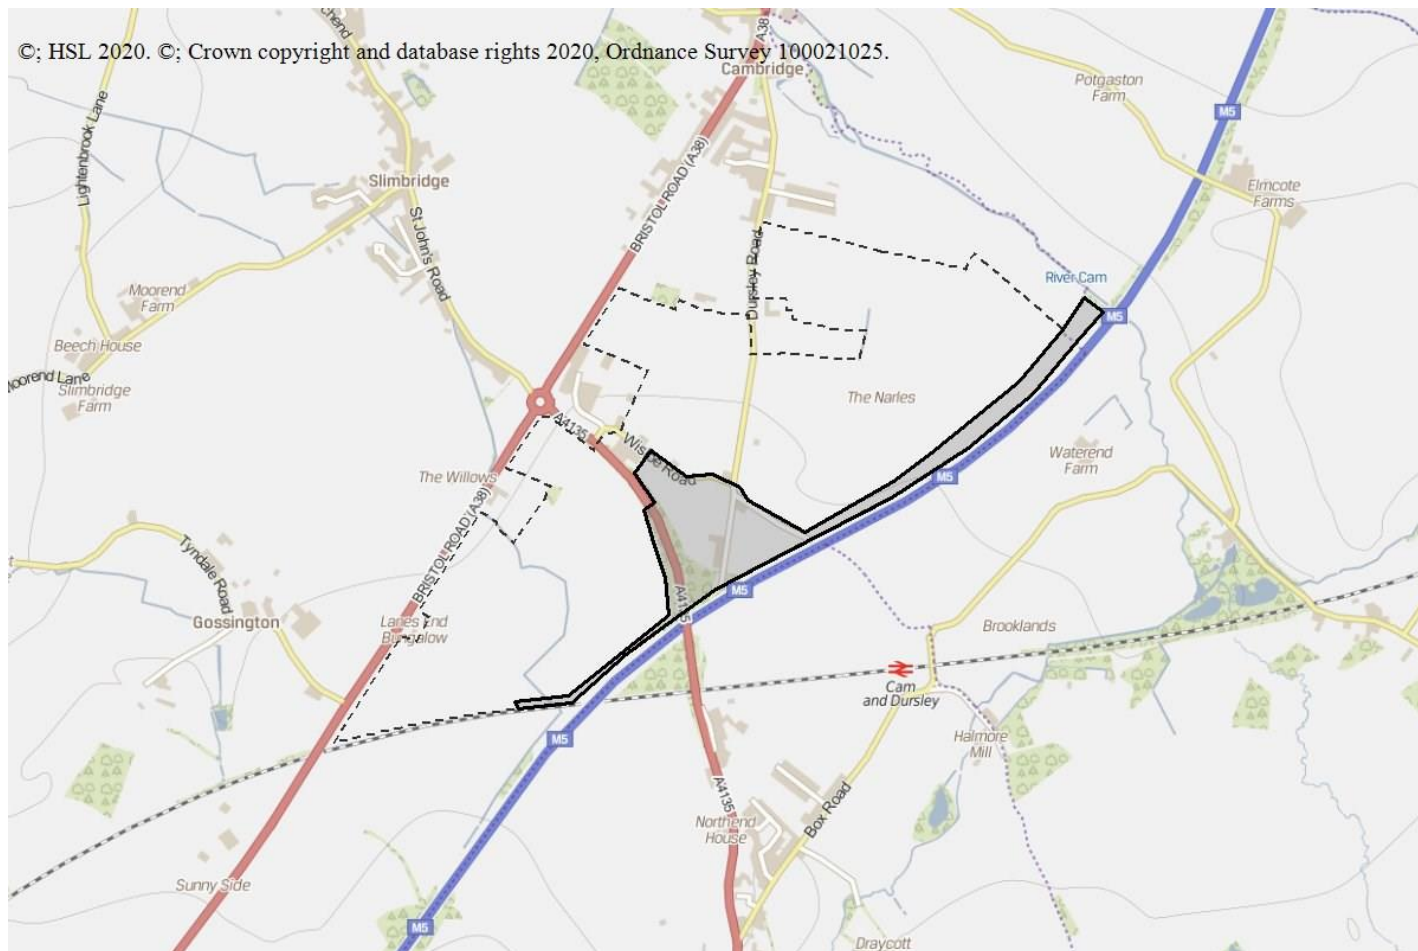 ©; HSL 2020. ©; Crown copyright and database rights 2020, Ordnance Survey 100021025.
A38
Cambridge
Potgaston
Farm
M5
Lightenbrook Lane
BRISTOL ROAD (A38)
Slimbridge
Elmcote
Farms
St John's Road
Dursley Road
River Cam
Moorend
Farm
M5
Beech House
Moorend Lane
Slimbridge
Farm
The Narles
A4135
Wisloe Road
Waterend
Farm
The Willows
M5
BRISTOL ROAD (A38)
Tyndale Road
M5
A4135
Gossington
Lanes End
Bungalow
Brooklands
Cam
and Dursley
M5
Halmore
Mill
A4135
Northend
House
Box Road
Sunny Side
M5
Draycott